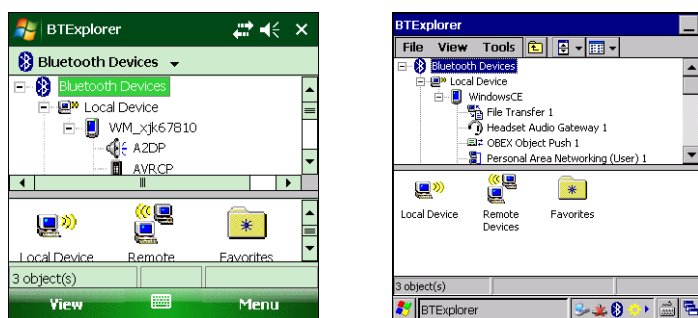 BTExplorer
Bluetooth Devices
Bluetooth Devices
Local Device
WM_xjk67810
A2DP
AVRCP
Local Device Remote Favorites
3 object(s)
View Menu
BTExplorer
File View Tools
Bluetooth Devices
Local Device
WindowsCE
File Transfer 1
Headset Audio Gateway 1
OBEX Object Push 1
Personal Area Networking (User) 1
Local Device Remote Favorites
Devices
3 object(s)
BTExplorer